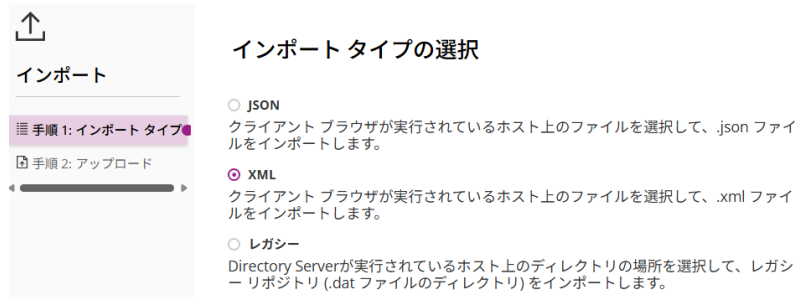 インポート
手順 1: インポート タイプ
手順 2: アップロード
インポート タイプの選択
JSON
クライアント ブラウザが実行されているホスト上のファイルを選択して、.json ファイ
ルをインポートします。
XML
クライアント ブラウザが実行されているホスト上のファイルを選択して、.xml ファイ
ルをインポートします。
レガシー
Directory Serverが実行されているホスト上のディレクトリの場所を選択して、レガシ
ー リポジトリ (.dat ファイルのディレクトリ) をインポートします。